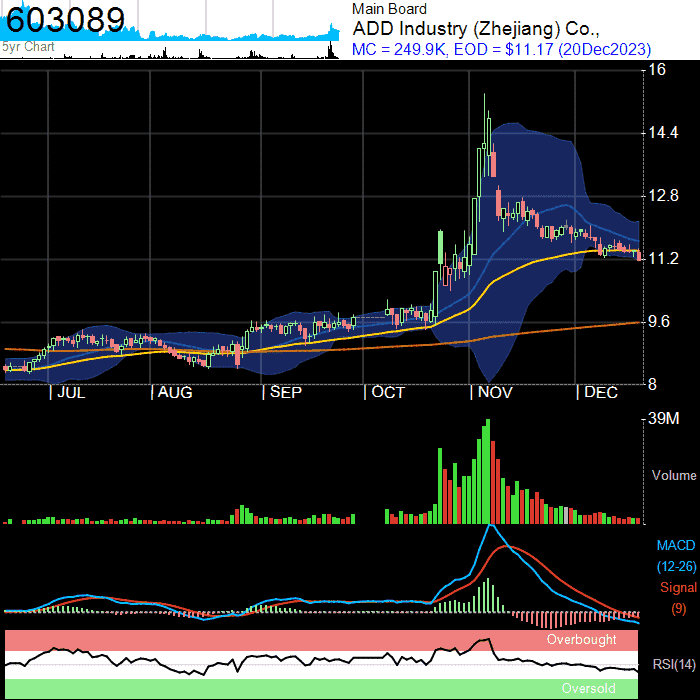 603089
5yr Chart
Main Board
ADD Industry (Zhejiang) Co.,
MC = 249.9K, EOD = $11.17 (20Dec2023)
16
14.4
12.8
11.2
9.6
8
JUL AUG SEP OCT NOV DEC
39M
Volume
MACD
(12-26)
Signal
(9)
Overbought
RSI(14)
Oversold